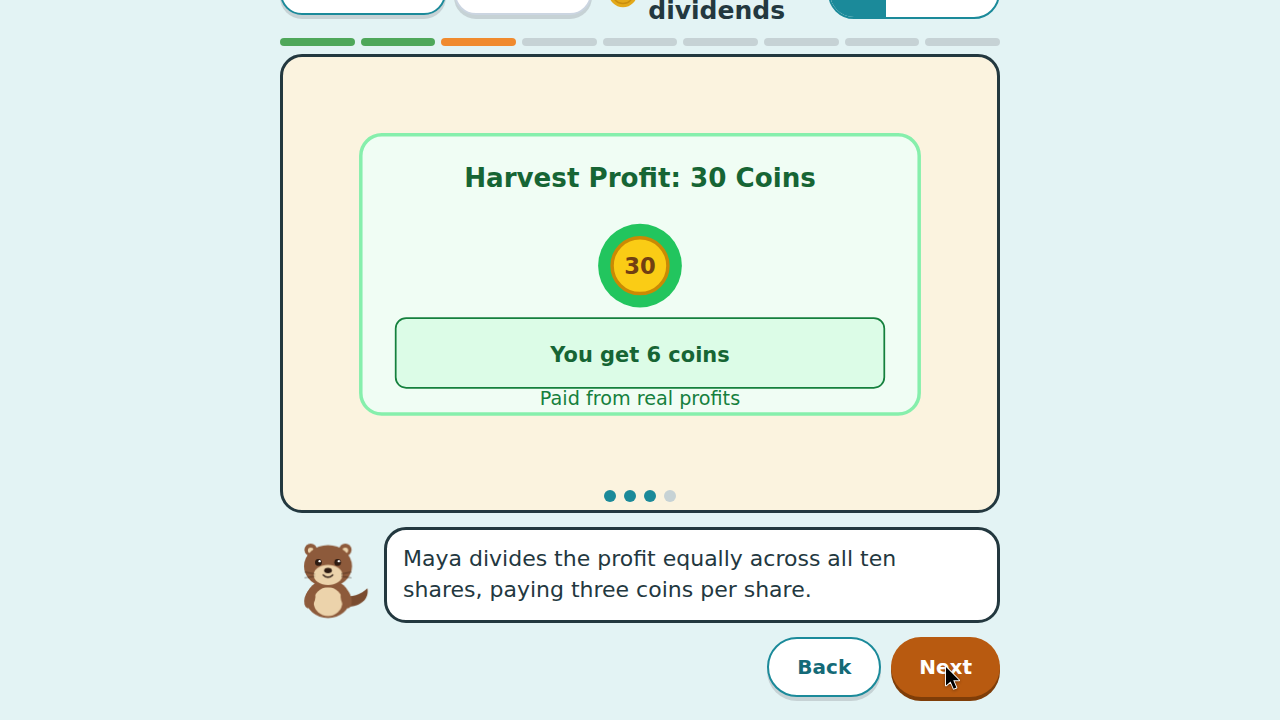 dividends
Harvest Profit: 30 Coins
30
You get 6 coins
Paid from real profits
Maya divides the profit equally across all ten
shares, paying three coins per share.
Back
Next